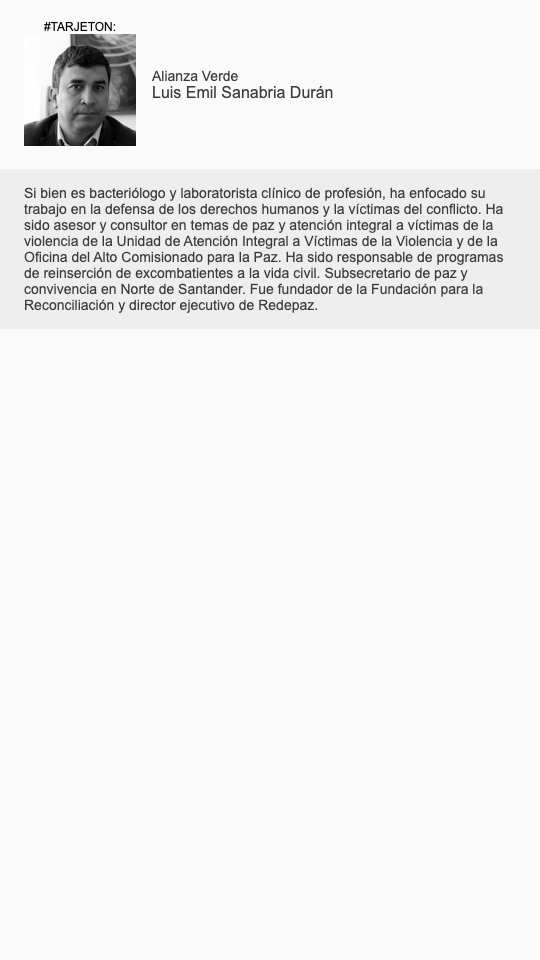 #TARJETON:
Alianza Verde
Luis Emil Sanabria Durán
Si bien es bacteriólogo y laboratorista clínico de profesión, ha enfocado su
trabajo en la defensa de los derechos humanos y la víctimas del conflicto. Ha
sido asesor y consultor en temas de paz y atención integral a víctimas de la
violencia de la Unidad de Atención Integral a Víctimas de la Violencia y de la
Oficina del Alto Comisionado para la Paz. Ha sido responsable de programas
de reinserción de excombatientes a la vida civil. Subsecretario de paz y
convivencia en Norte de Santander. Fue fundador de la Fundación para la
Reconciliación y director ejecutivo de Redepaz.